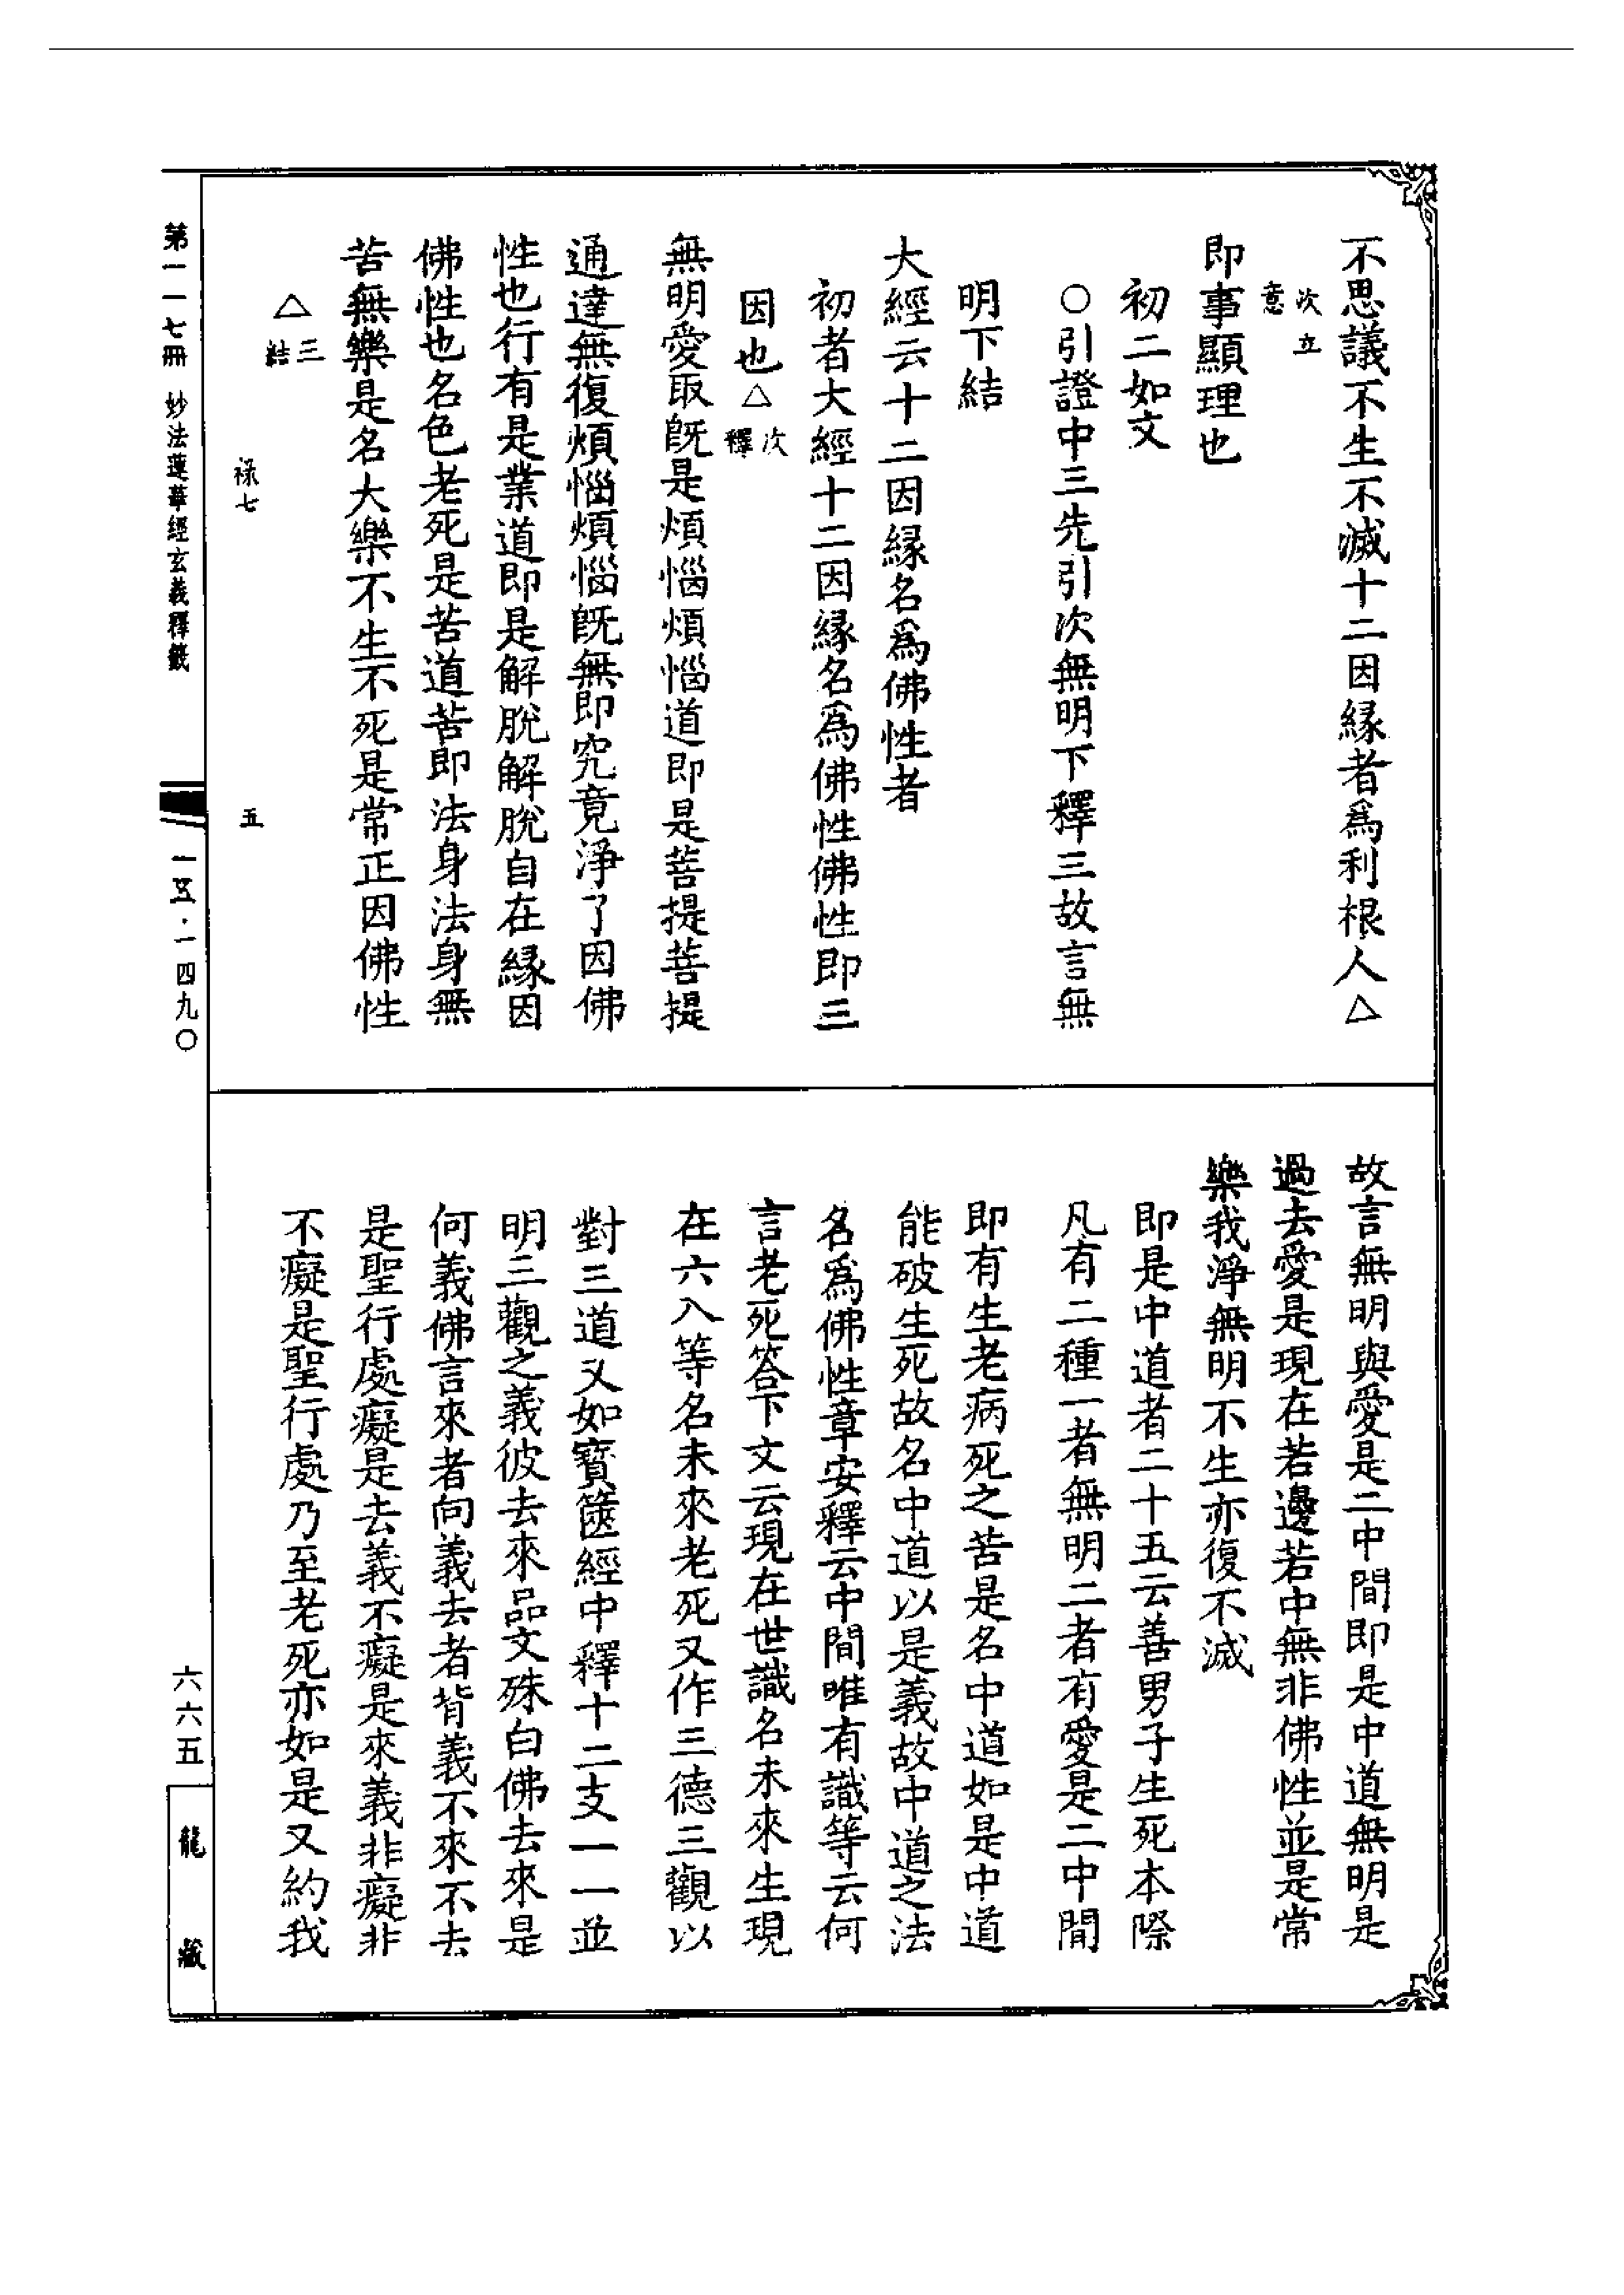 不思議不生不滅十二因緣者爲利根人△
次立
意
即事顯理也
初二如文
○引證中三先引次無明下釋三故言無
明下結
大經云十二因緣名爲佛性者
初者大經十二因緣名爲佛性佛性即三
因也△次
釋
無明愛取旣是煩惱煩惱道即是菩提菩提
通達無復煩惱煩惱旣無即究竟淨了因佛
性也行有是業道即是解脫解脫自在緣因
佛性也名色老死是苦道苦即法身法身無
苦無樂是名大樂不生不死是常正因佛性
△三
結
祿七
五
故言無明與愛是二中間即是中道無明是
過去愛是現在若邊若中無非佛性並是常
樂我淨無明不生亦復不滅
即是中道者二十五云善男子生死本際
凡有二種一者無明二者有愛是二中間
即有生老病死之苦是名中道如是中道
能破生死故名中道以是義故中道之法
名爲佛性章安釋云中間唯有識等云何
言老死答下文云現在世識名未來生現
在六入等名未來老死又作三德三觀以
對三道又如寶篋經中釋十二支一一並
明三觀之義彼去來品文殊白佛去來是
何義佛言來者向義去者背義不來不去
是聖行處癡是去義不癡是來義非癡非
不癡是聖行處乃至老死亦如是又約我
第一一七冊 妙法蓮華經玄義釋籤
一五·一四九〇
六六五
龍藏